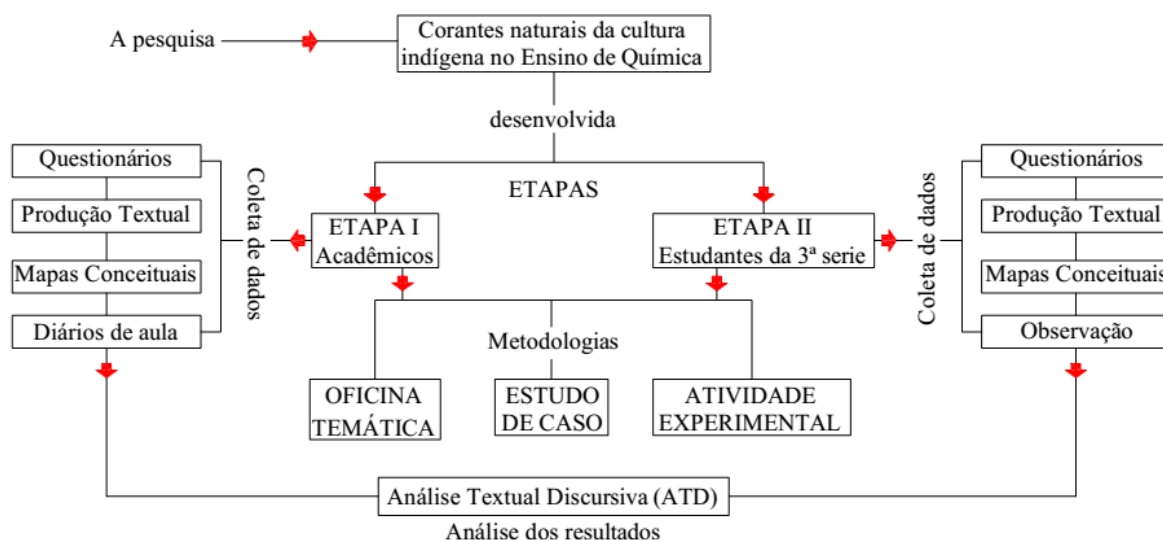 A pesquisa
Corantes naturais da cultura
indígena no Ensino de Química
desenvolvida
ETAPAS
Questionários
Produção Textual
Mapas Conceituais
Diários de aula
Coleta de dados
ETAPA I
Acadêmicos
ETAPA II
Estudantes da 3ª serie
Coleta de dados
Questionários
Produção Textual
Mapas Conceituais
Observação
Metodologias
OFICINA
TEMÁTICA
ESTUDO
DE CASO
ATIVIDADE
EXPERIMENTAL
Análise Textual Discursiva (ATD)
Análise dos resultados